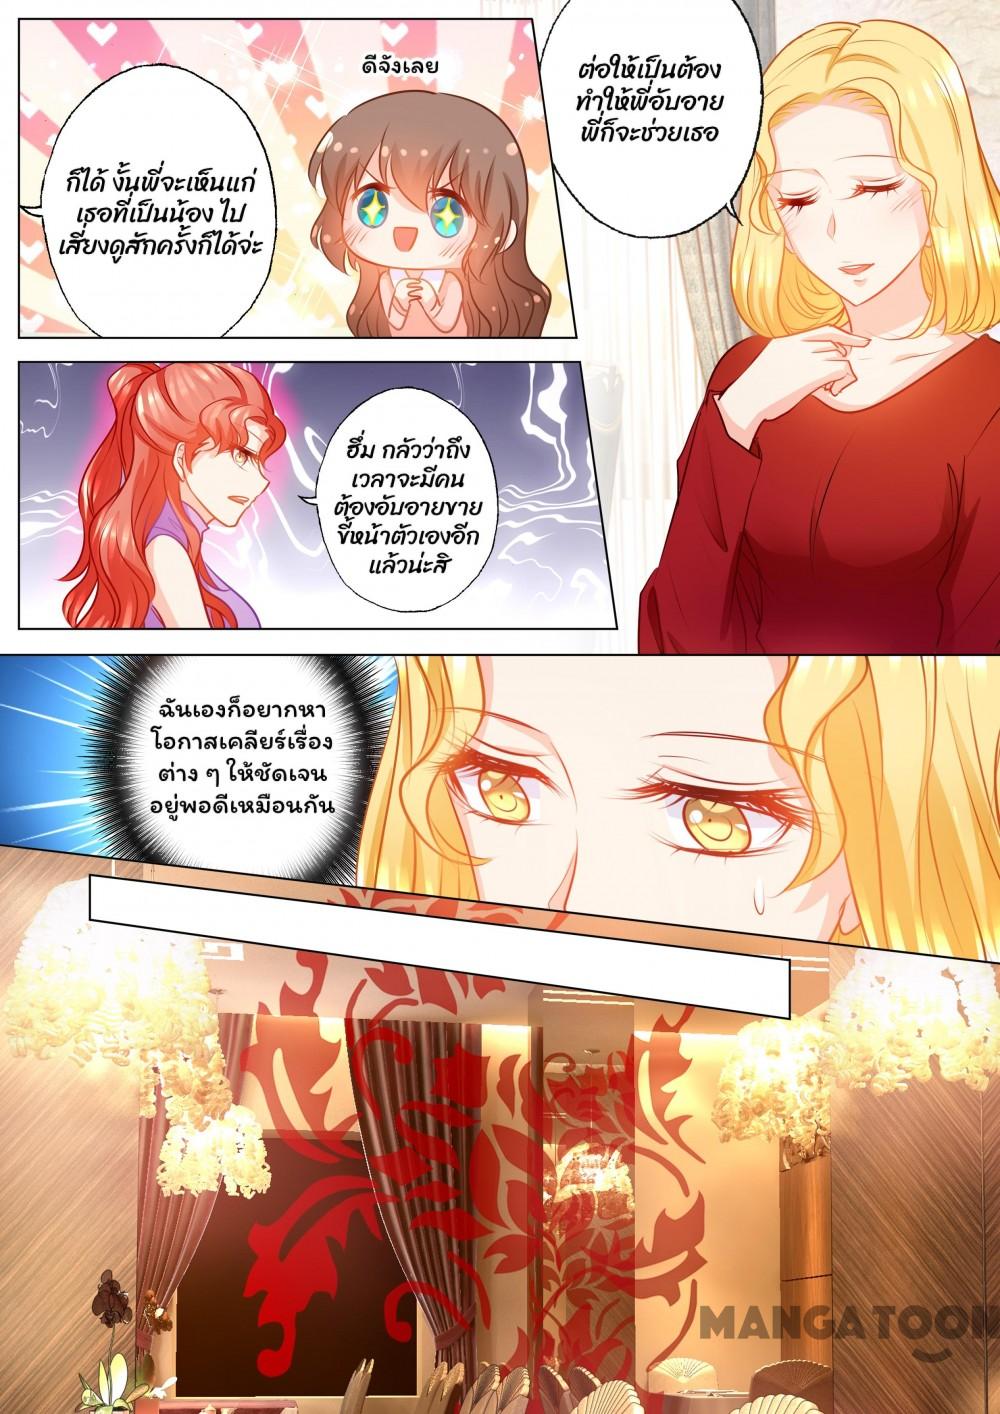 ก็ได้ งั้นพี่จะเห็นแก่
เธอที่เป็นน้อง ไป
เสี่ยงดูสักครั้งก็ได้จ่ะ
ดีจังเลย
ต่อให้เป็นต้อง
ทำให้พี่อับอาย
พี่ก็จะช่วยเธอ
ฮึ่ม กลัวว่าถึง
เวลาจะมีคน
ต้องอับอายขาย
ขี้หน้าตัวเองอีก
แล้วน่ะสิ
ฉันเองก็อยากหา
โอกาสเคลียร์เรื่อง
ต่าง ๆ ให้ชัดเจน
อยู่พอดีเหมือนกัน
MANGATOON